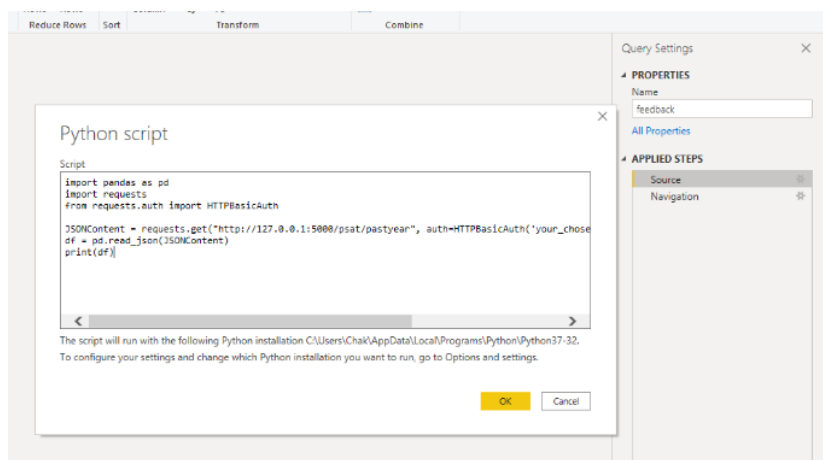 Reduce Rows Sort Transform Combine
Query Settings
PROPERTIES
Name
feedback
All Properties
APPLIED STEPS
Source
Navigation
Python script
Script
import pandas as pd
import requests
from requests.auth import HTTPBasicAuth
JSONContent = requests.get("http://127.0.0.1:5000/psat/pastyear", auth=HTTPBasicAuth('your_chose
df = pd.read_json(JSONContent)
print(df)
The script will run with the following Python installation C:\Users\Chak\AppData\Local\Programs\Python\Python37-32.
To configure your settings and change which Python installation you want to run, go to Options and settings.
OK Cancel